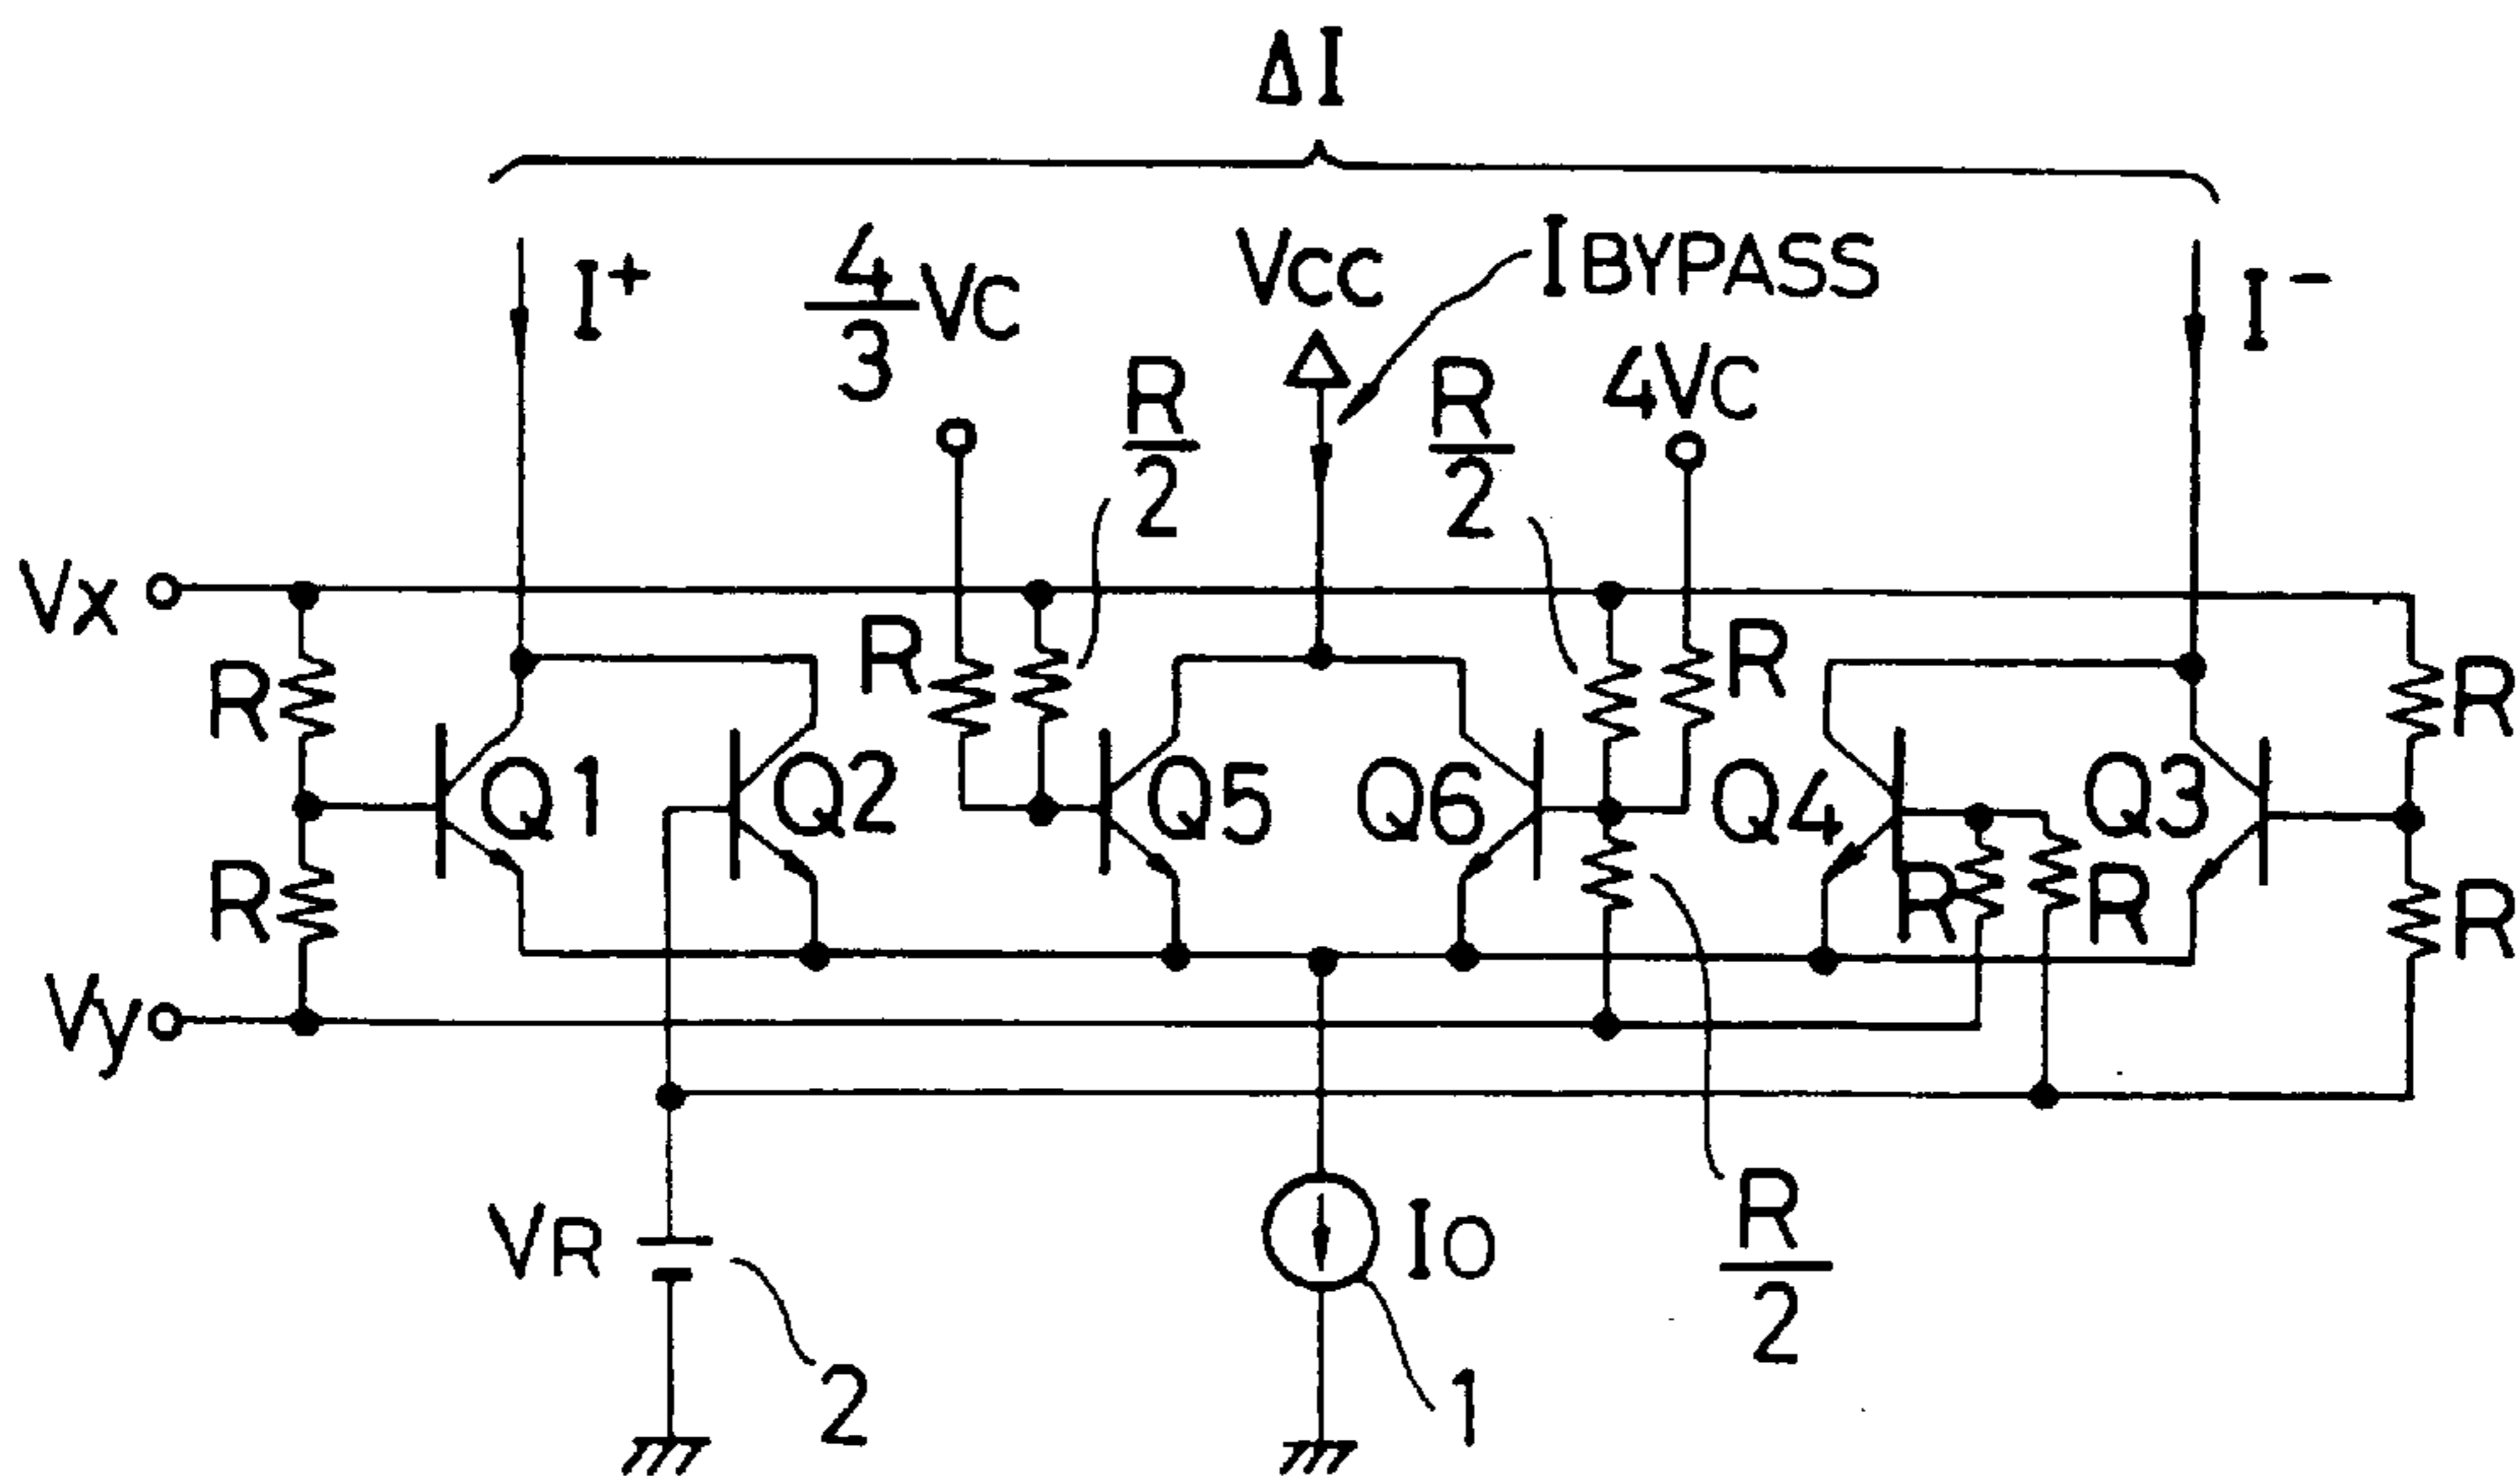 ΔI
I+
4/3 VC
VCC
IBYPASS
I-
R/2
R/2
4VC
Vx
R
R
R
R
Q1
Q2
Q5
Q6
Q4
Q3
R
R
R
R
Vy
VR
IO
R/2
2
1